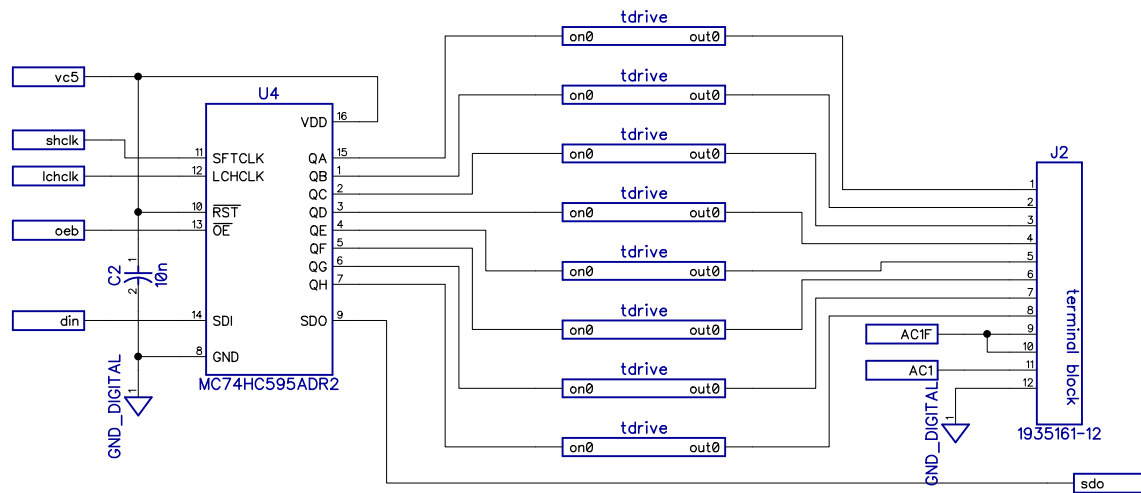 tdrive
on0 out0
tdrive
on0 out0
tdrive
on0 out0
tdrive
on0 out0
tdrive
on0 out0
tdrive
on0 out0
tdrive
on0 out0
tdrive
on0 out0
vc5
shclk
lchclk
oeb
din
U4
VDD 16
11 SFTCLK QA 15
12 LCHCLK QB 1
QC 2
10 RST QD 3
13 OE QE 4
QF 5
QG 6
QH 7
14 SDI SDO 9
8 GND
MC74HC595ADR2
C2
10n
1
2
1
GND_DIGITAL
J2
1
2
3
4
5
6
7
8
9
10
11
12
terminal block
1935161-12
AC1F
AC1
1
GND_DIGITAL
sdo